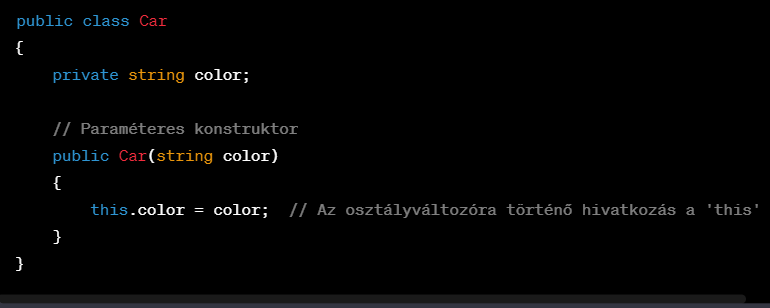 public class Car
{
    private string color;

    // Paraméteres konstruktor
    public Car(string color)
    {
        this.color = color;  // Az osztályváltozóra történő hivatkozás a 'this'
    }
}